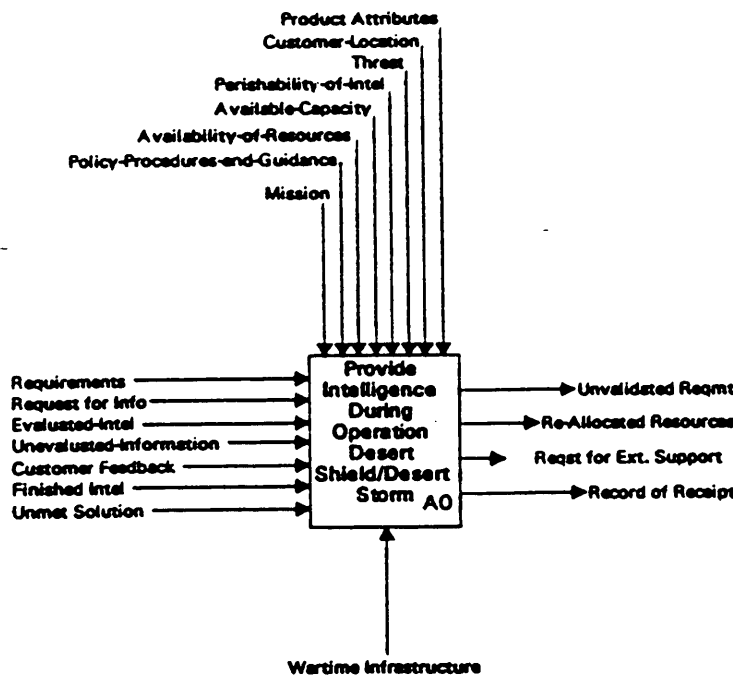 Product Attributes
Customer-Location
Threat
Perishability-of-Intel
Available-Capacity
Availability-of-Resources
Policy-Procedures-and-Guidance
Mission
Provide
Intelligence
During
Operation
Desert
Shield/Desert
Storm
A0
Requirements
Request for Info
Evaluated-Intel
Unevaluated-Information
Customer Feedback
Finished Intel
Unmet Solution
Unvalidated Reqmt
Re-Allocated Resources
Reqst for Ext. Support
Record of Receipt
Wartime Infrastructure